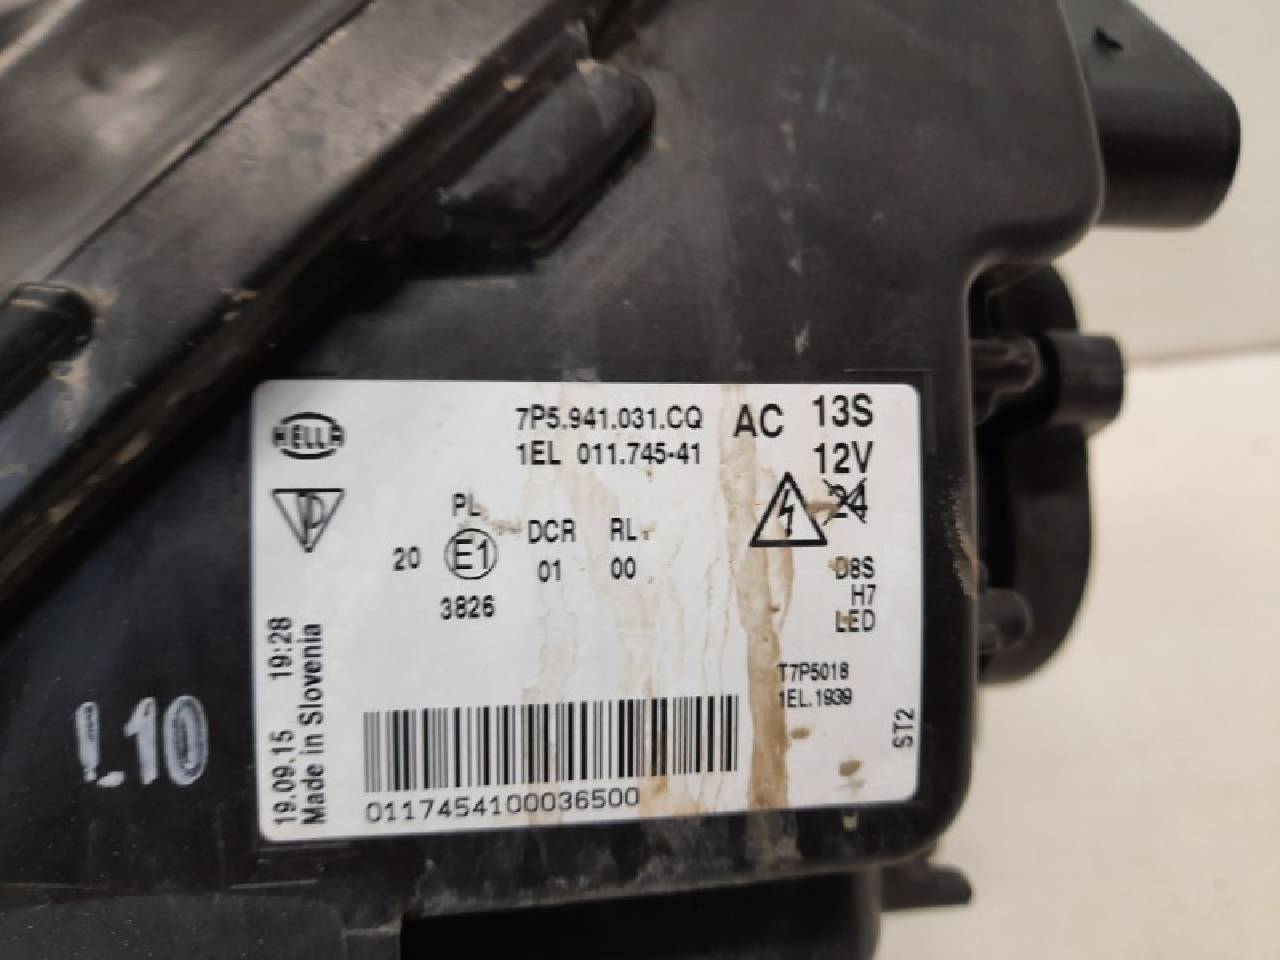 HELLA
7P5.941.031.CQ AC 13S
1EL 011.745-41 12V
24
PL
DCR RL
20 E1 01 00
3826
D8S
H7
LED
T7P5018
1EL.1939
ST2
19.09.15 19:28
Made in Slovenia
0117454100036500
L10